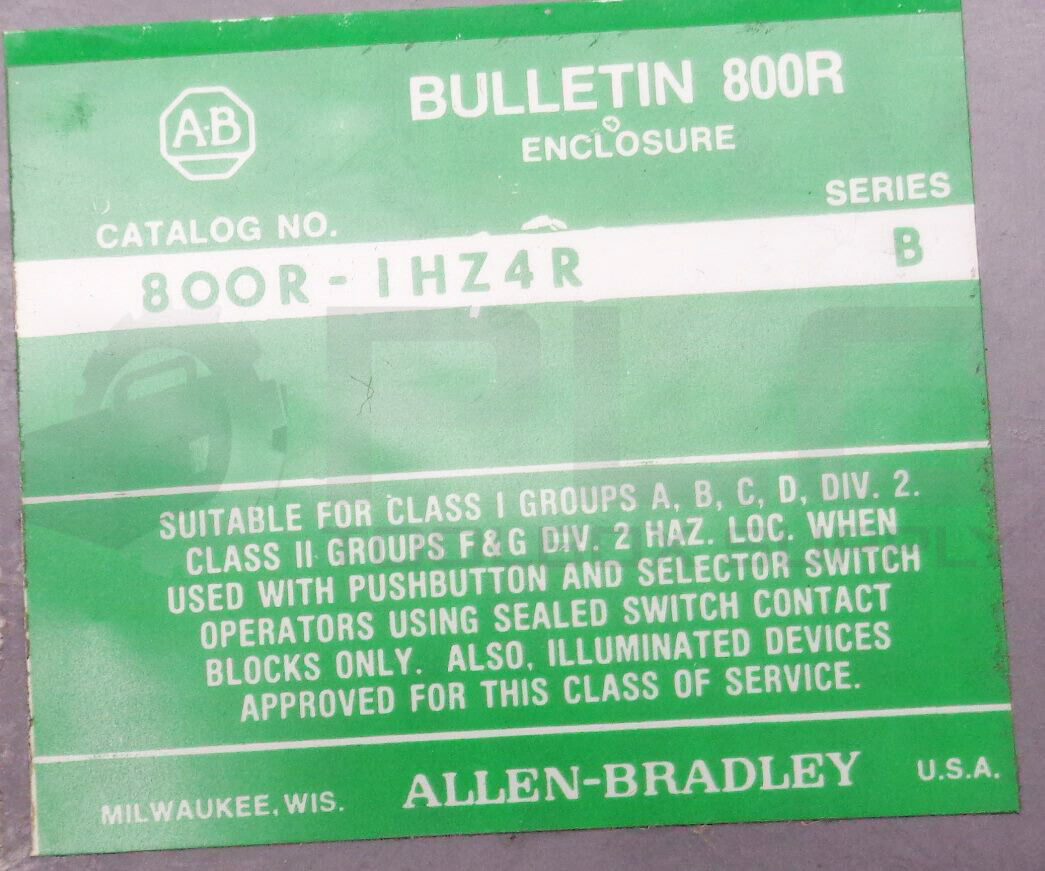 A-B
BULLETIN 800R
ENCLOSURE
SERIES
CATALOG NO.
800R-1HZ4R B
SUITABLE FOR CLASS I GROUPS A, B, C, D, DIV. 2.
CLASS II GROUPS F & G DIV. 2 HAZ. LOC. WHEN
USED WITH PUSHBUTTON AND SELECTOR SWITCH
OPERATORS USING SEALED SWITCH CONTACT
BLOCKS ONLY. ALSO, ILLUMINATED DEVICES
APPROVED FOR THIS CLASS OF SERVICE.
MILWAUKEE, WIS. ALLEN-BRADLEY U.S.A.
PLC